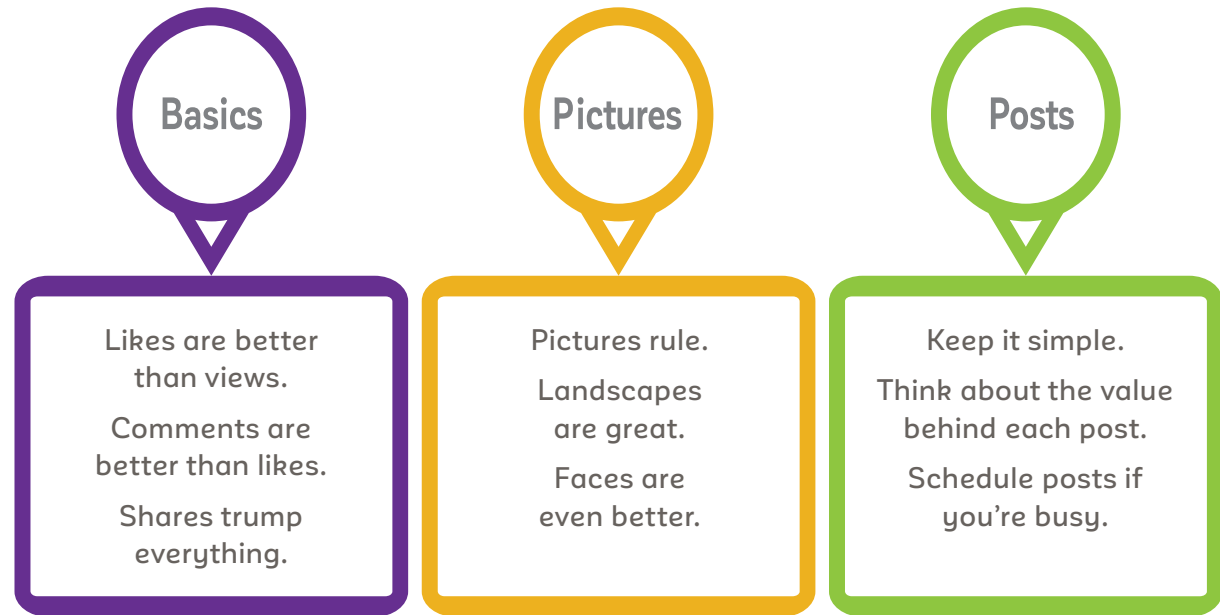 Basics
Likes are better
than views.
Comments are
better than likes.
Shares trump
everything.
Pictures
Pictures rule.
Landscapes
are great.
Faces are
even better.
Posts
Keep it simple.
Think about the value
behind each post.
Schedule posts if
you're busy.